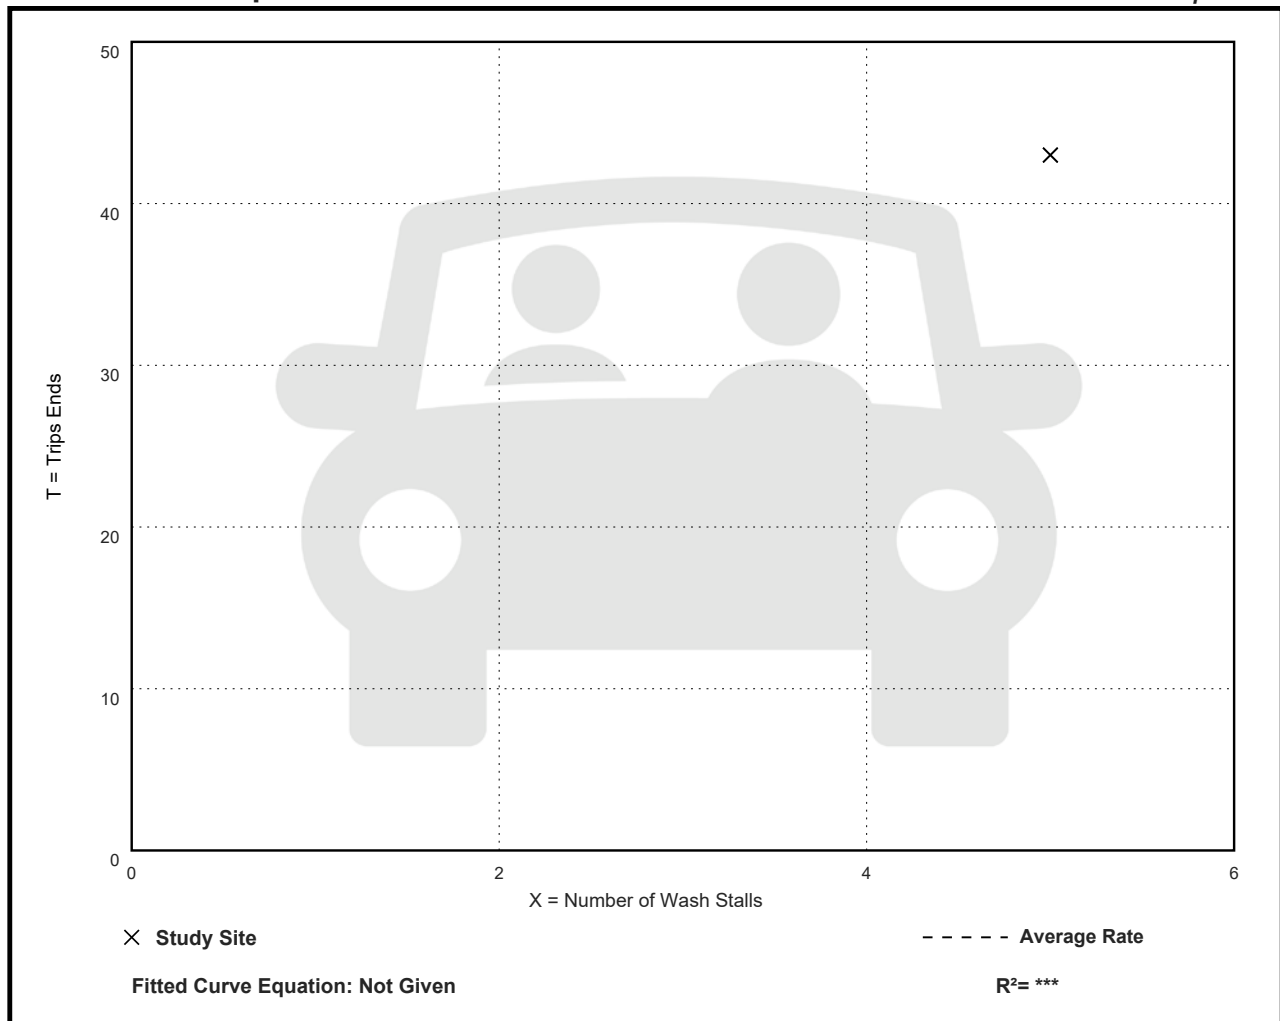 50
40
30
20
10
0
T = Trips Ends
0 2 4 6
X = Number of Wash Stalls
Study Site
Average Rate
Fitted Curve Equation: Not Given
R²= ***